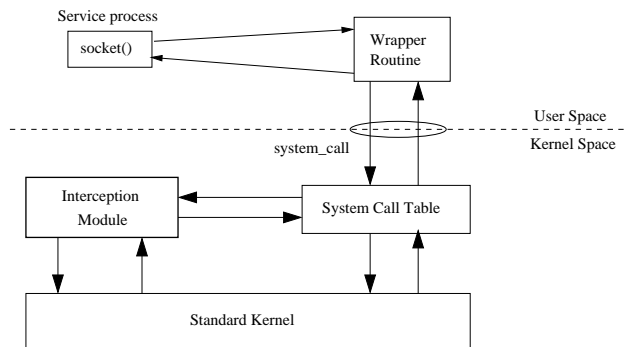 Service process
socket()
Wrapper
Routine
User Space
system_call
Kernel Space
Interception
Module
System Call Table
Standard Kernel